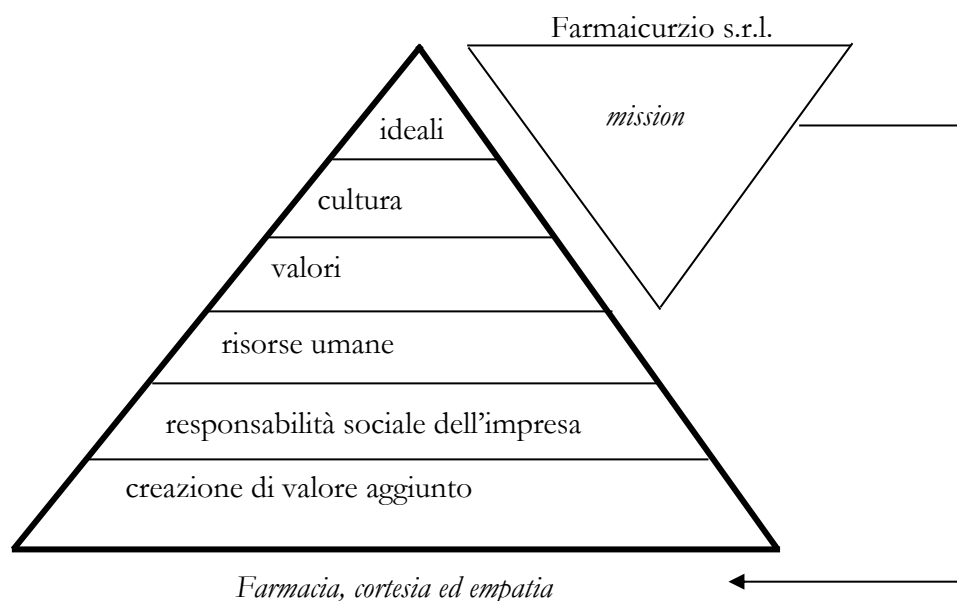 Farmaicurzio s.r.l.
mission
ideali
cultura
valori
risorse umane
responsabilità sociale dell’impresa
creazione di valore aggiunto
Farmacia, cortesia ed empatia